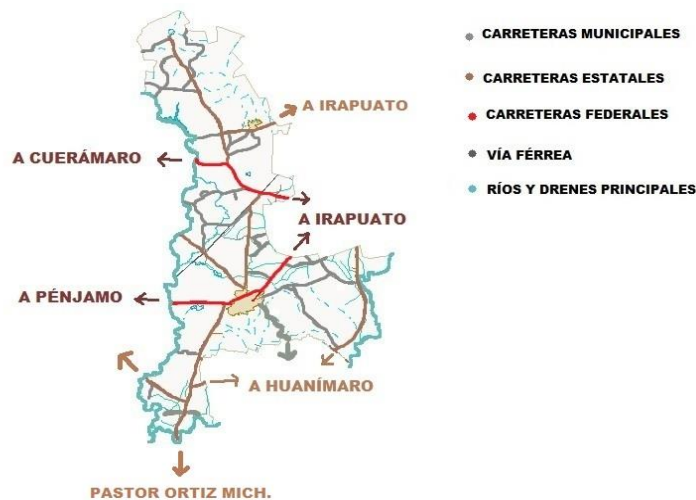 CARRETERAS MUNICIPALES
CARRETERAS ESTATALES
A IRAPUATO
CARRETERAS FEDERALES
A CUERÁMARO
VÍA FÉRREA
RÍOS Y DRENES PRINCIPALES
A IRAPUATO
A PÉNJAMO
A HUANÍMARO
PASTOR ORTIZ MICH.